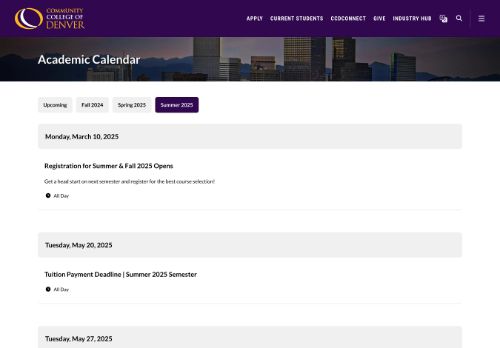 COMMUNITY
COLLEGE OF
DENVER
APPLY CURRENT STUDENTS CCDCONNECT GIVE INDUSTRY HUB
Academic Calendar
Upcoming Fall 2024 Spring 2025 Summer 2025
Monday, March 10, 2025
Registration for Summer & Fall 2025 Opens
Get a head start on next semester and register for the best course selection!
All Day
Tuesday, May 20, 2025
Tuition Payment Deadline | Summer 2025 Semester
All Day
Tuesday, May 27, 2025